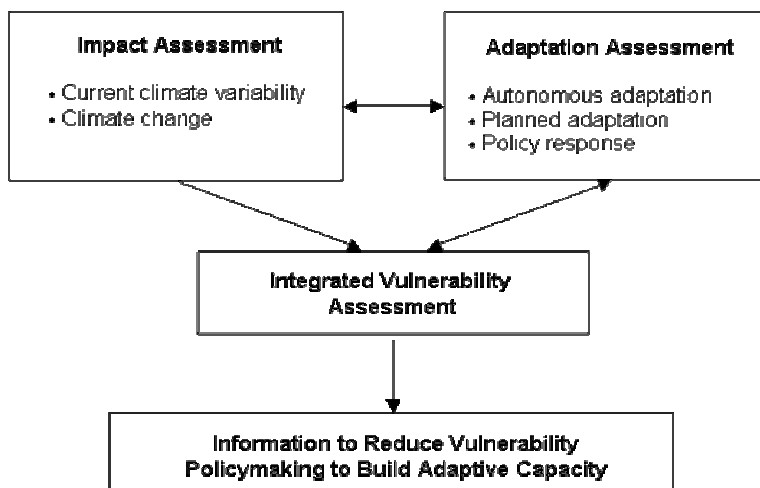 Impact Assessment
• Current climate variability
• Climate change
Adaptation Assessment
• Autonomous adaptation
• Planned adaptation
• Policy response
Integrated Vulnerability
Assessment
Information to Reduce Vulnerability
Policymaking to Build Adaptive Capacity